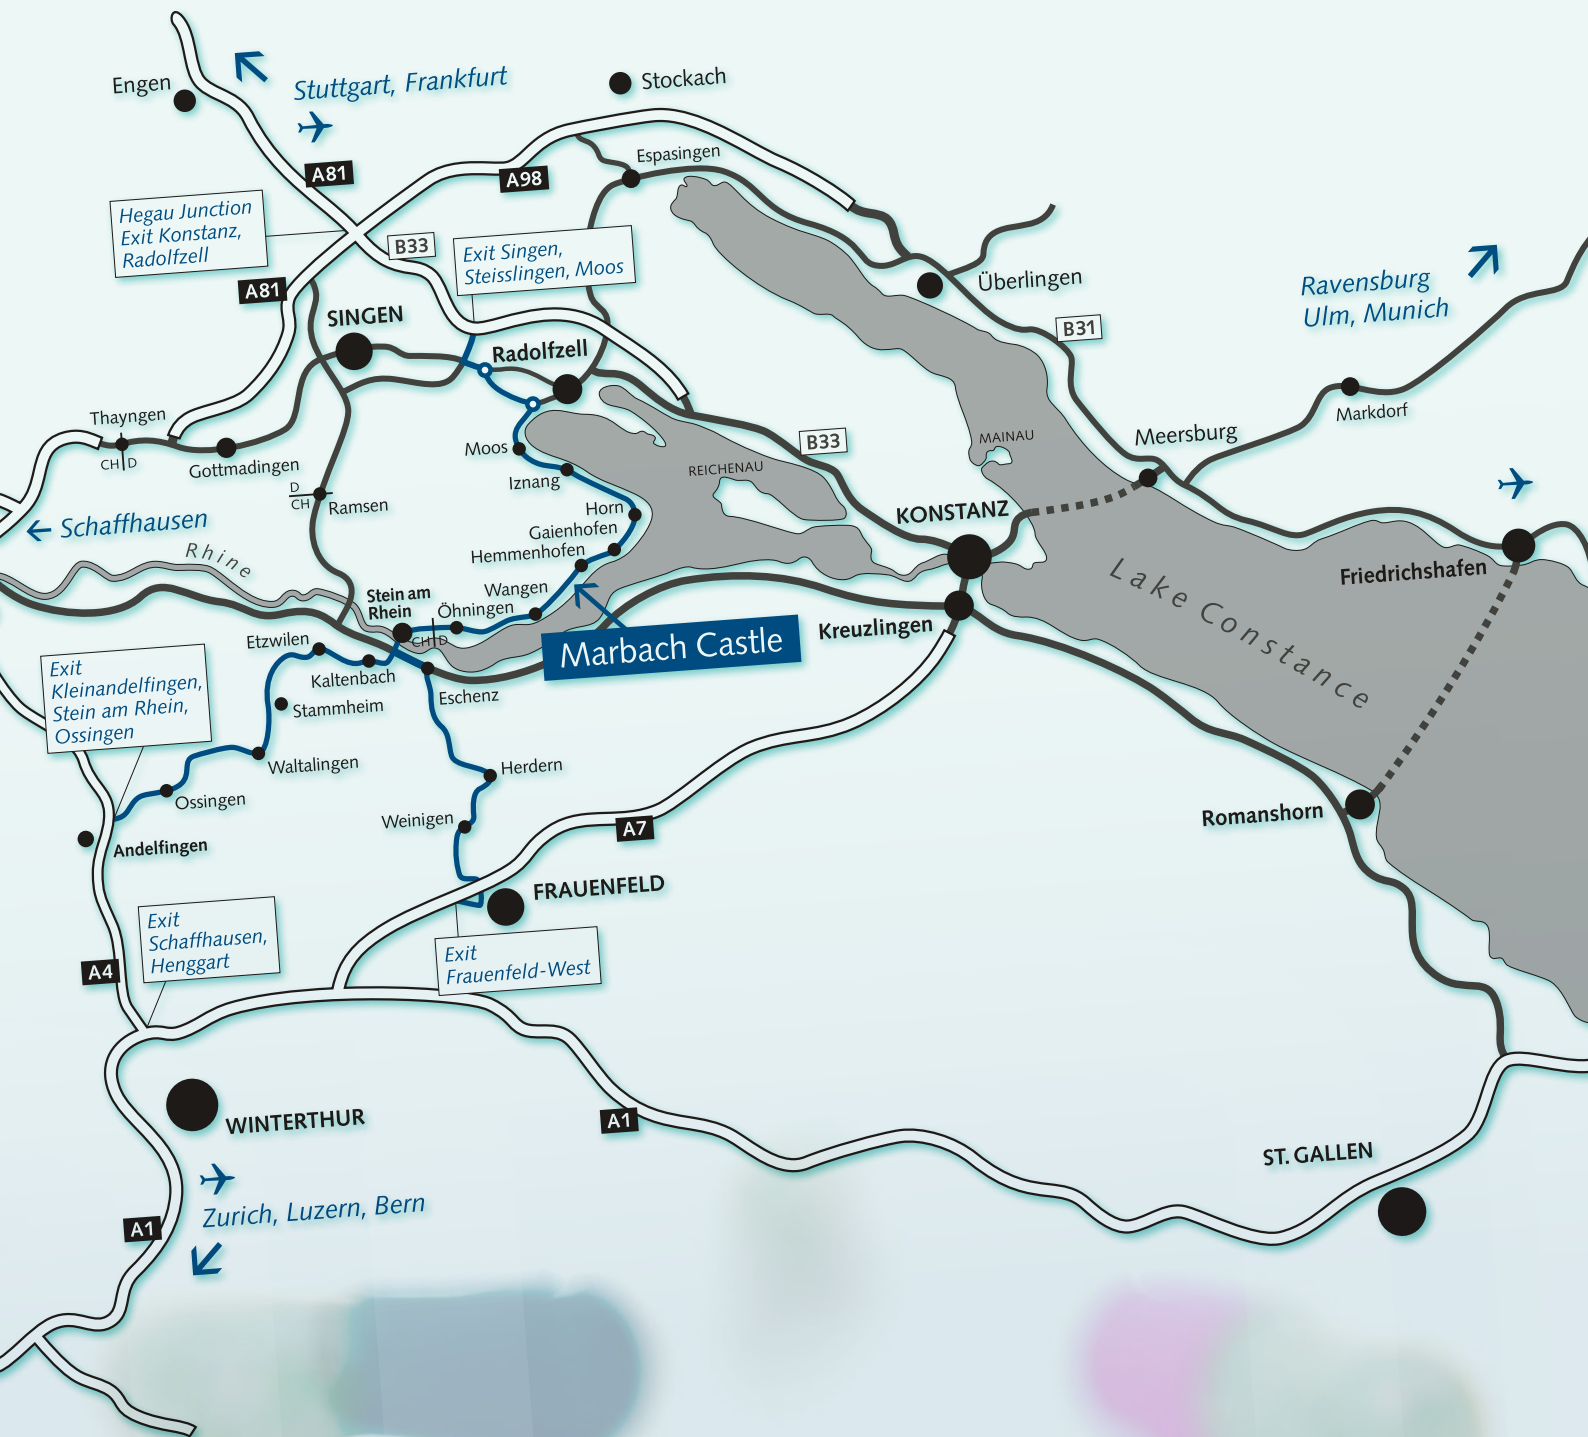 Engen
Stuttgart, Frankfurt
Stockach
A81
A98
Espasingen
Hegau Junction
Exit Konstanz,
Radolfzell
B33
Exit Singen,
Steisslingen, Moos
A81
SINGEN
Radolfzell
Überlingen
B31
Ravensburg
Ulm, Munich
Markdorf
Meersburg
Thayngen
CH D
Gottmadingen
D
CH
Ramsen
Moos
Iznang
REICHENAU
B33
MAINAU
Horn
Gaienhofen
Hemmenhofen
KONSTANZ
Schaffhausen
Rhine
Wangen
Stein am
Rhein
Öhningen
CH D
Marbach Castle
Kreuzlingen
Lake Constance
Friedrichshafen
Etzwilen
Kaltenbach
Eschenz
Stammheim
Exit
Kleinandelfingen,
Stein am Rhein,
Ossingen
Waltalingen
Ossingen
Herdern
Weinigen
A7
Romanshorn
Andelfingen
FRAUENFELD
Exit
Schaffhausen,
Henggart
Exit
Frauenfeld-West
A4
WINTERTHUR
A1
ST. GALLEN
Zurich, Luzern, Bern
A1